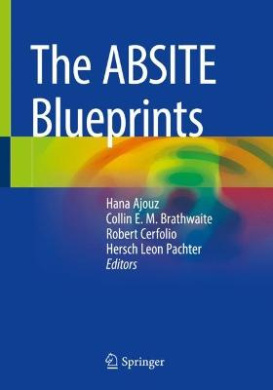 The ABSITE
Blueprints
Hana Ajouz
Collin E. M. Brathwaite
Robert Cerfolio
Hersch Leon Pachter
Editors
Springer